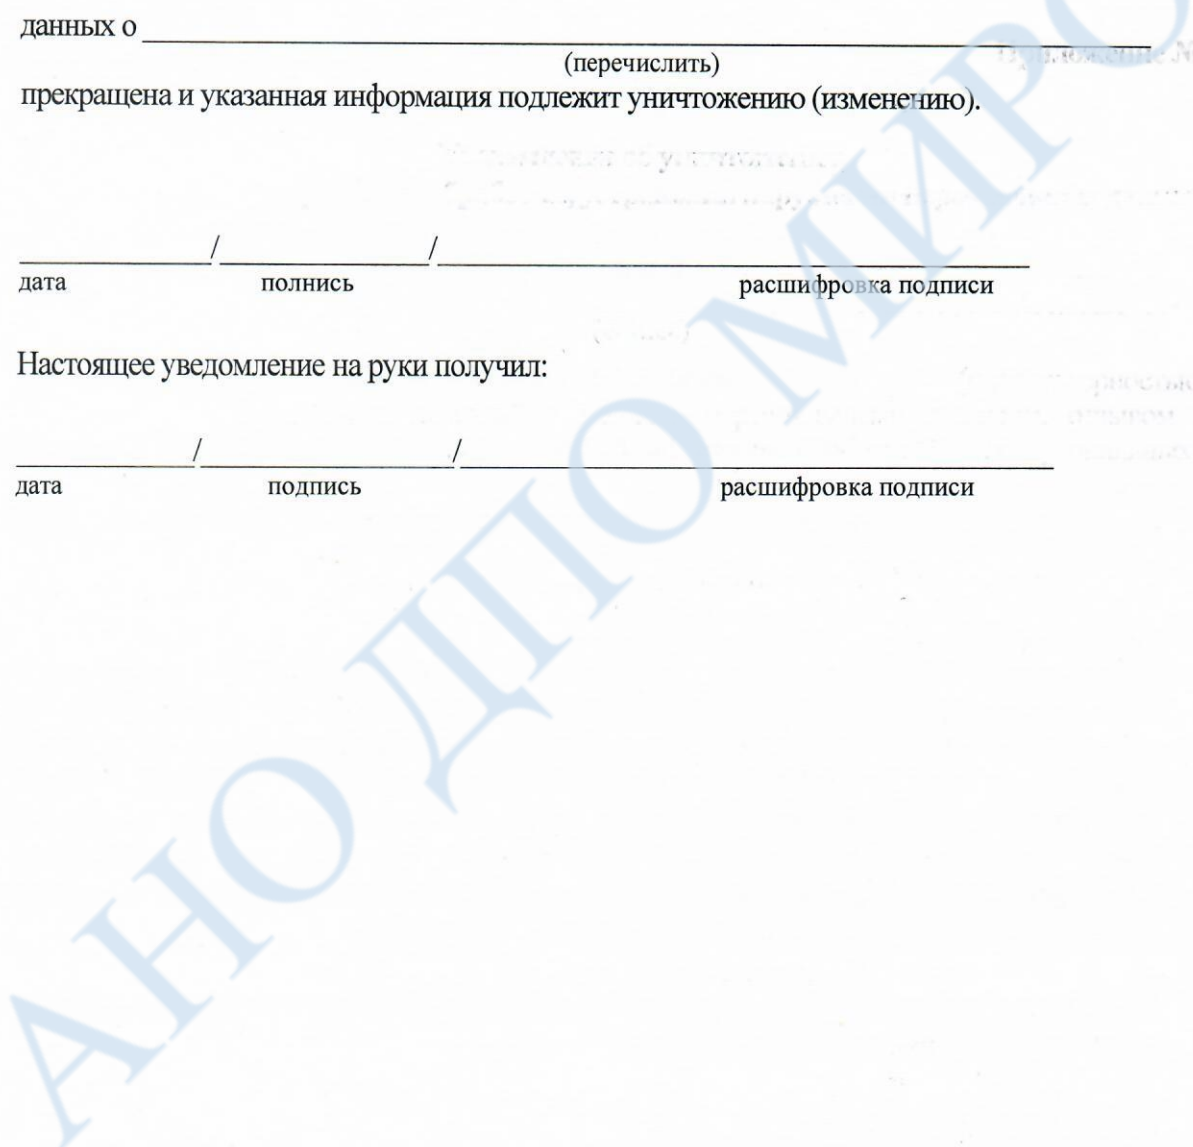 данных о
(перечислить)
прекращена и указанная информация подлежит уничтожению (изменению).
/ /
дата полнись расшифровка подписи
Настоящее уведомление на руки получил:
/ /
дата подпись расшифровка подписи
АНО ДПО МИРО